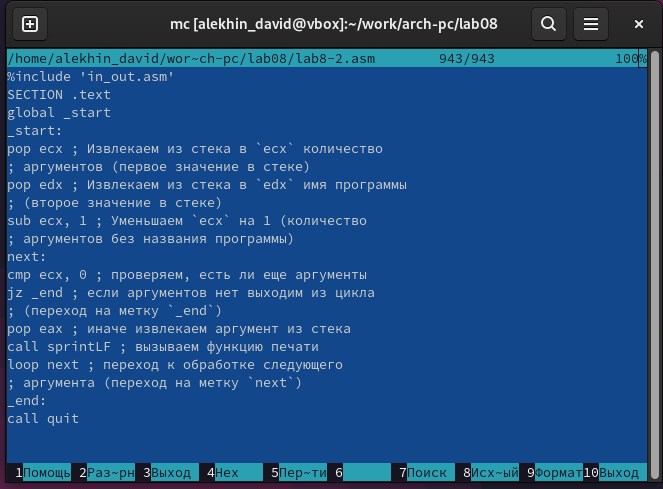 mc [alekhin_david@vbox]:~/work/arch-pc/lab08
/home/alekhin_david/wor~ch-pc/lab08/lab8-2.asm 943/943 100%
%include 'in_out.asm'
SECTION .text
global _start
_start:
pop ecx ; Извлекаем из стека в `ecx` количество
; аргументов (первое значение в стеке)
pop edx ; Извлекаем из стека в `edx` имя программы
; (второе значение в стеке)
sub ecx, 1 ; Уменьшаем `ecx` на 1 (количество
; аргументов без названия программы)
next:
cmp ecx, 0 ; проверяем, есть ли еще аргументы
jz _end ; если аргументов нет выходим из цикла
; (переход на метку `_end`)
pop eax ; иначе извлекаем аргумент из стека
call sprintLF ; вызываем функцию печати
loop next ; переход к обработке следующего
; аргумента (переход на метку `next`)
_end:
call quit
1Помощь 2Раз~рн 3Выход 4Hex 5Пер~ти 6 7Поиск 8Исх~ый 9Формат 10Выход